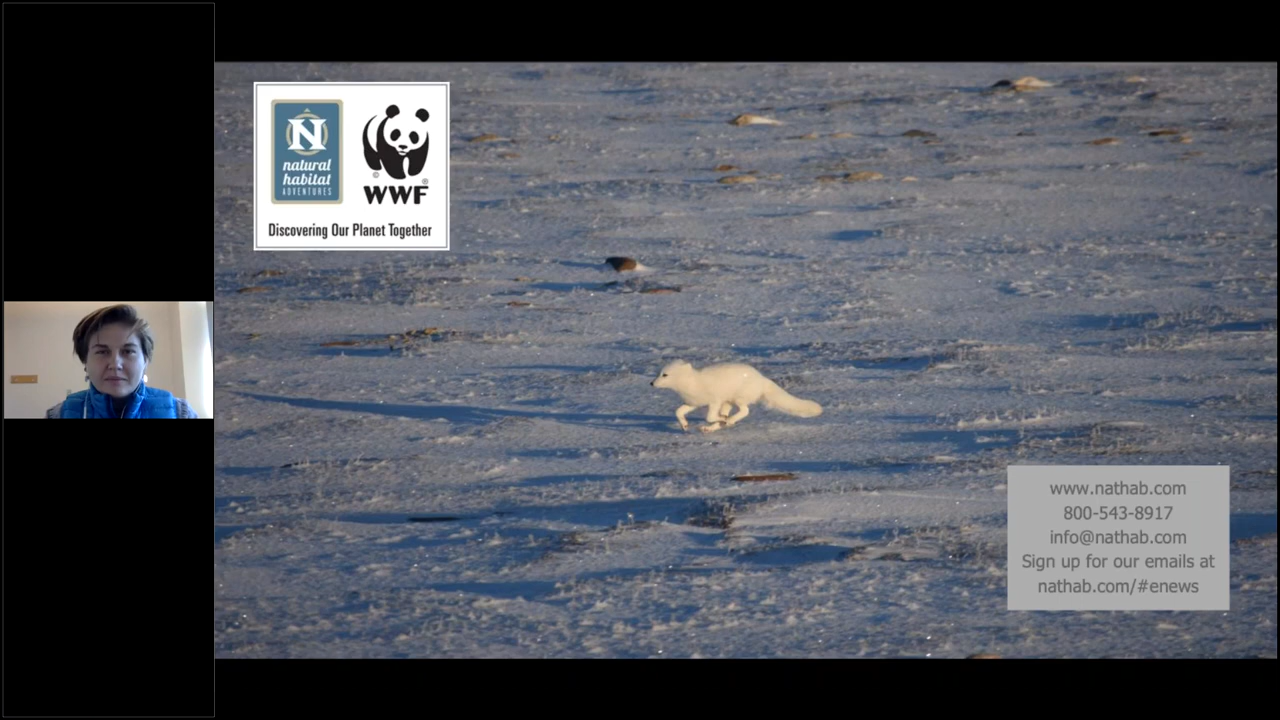 N
natural
habitat
ADVENTURES
©
®
WWF
Discovering Our Planet Together
www.nathab.com
800-543-8917
info@nathab.com
Sign up for our emails at
nathab.com/#enews